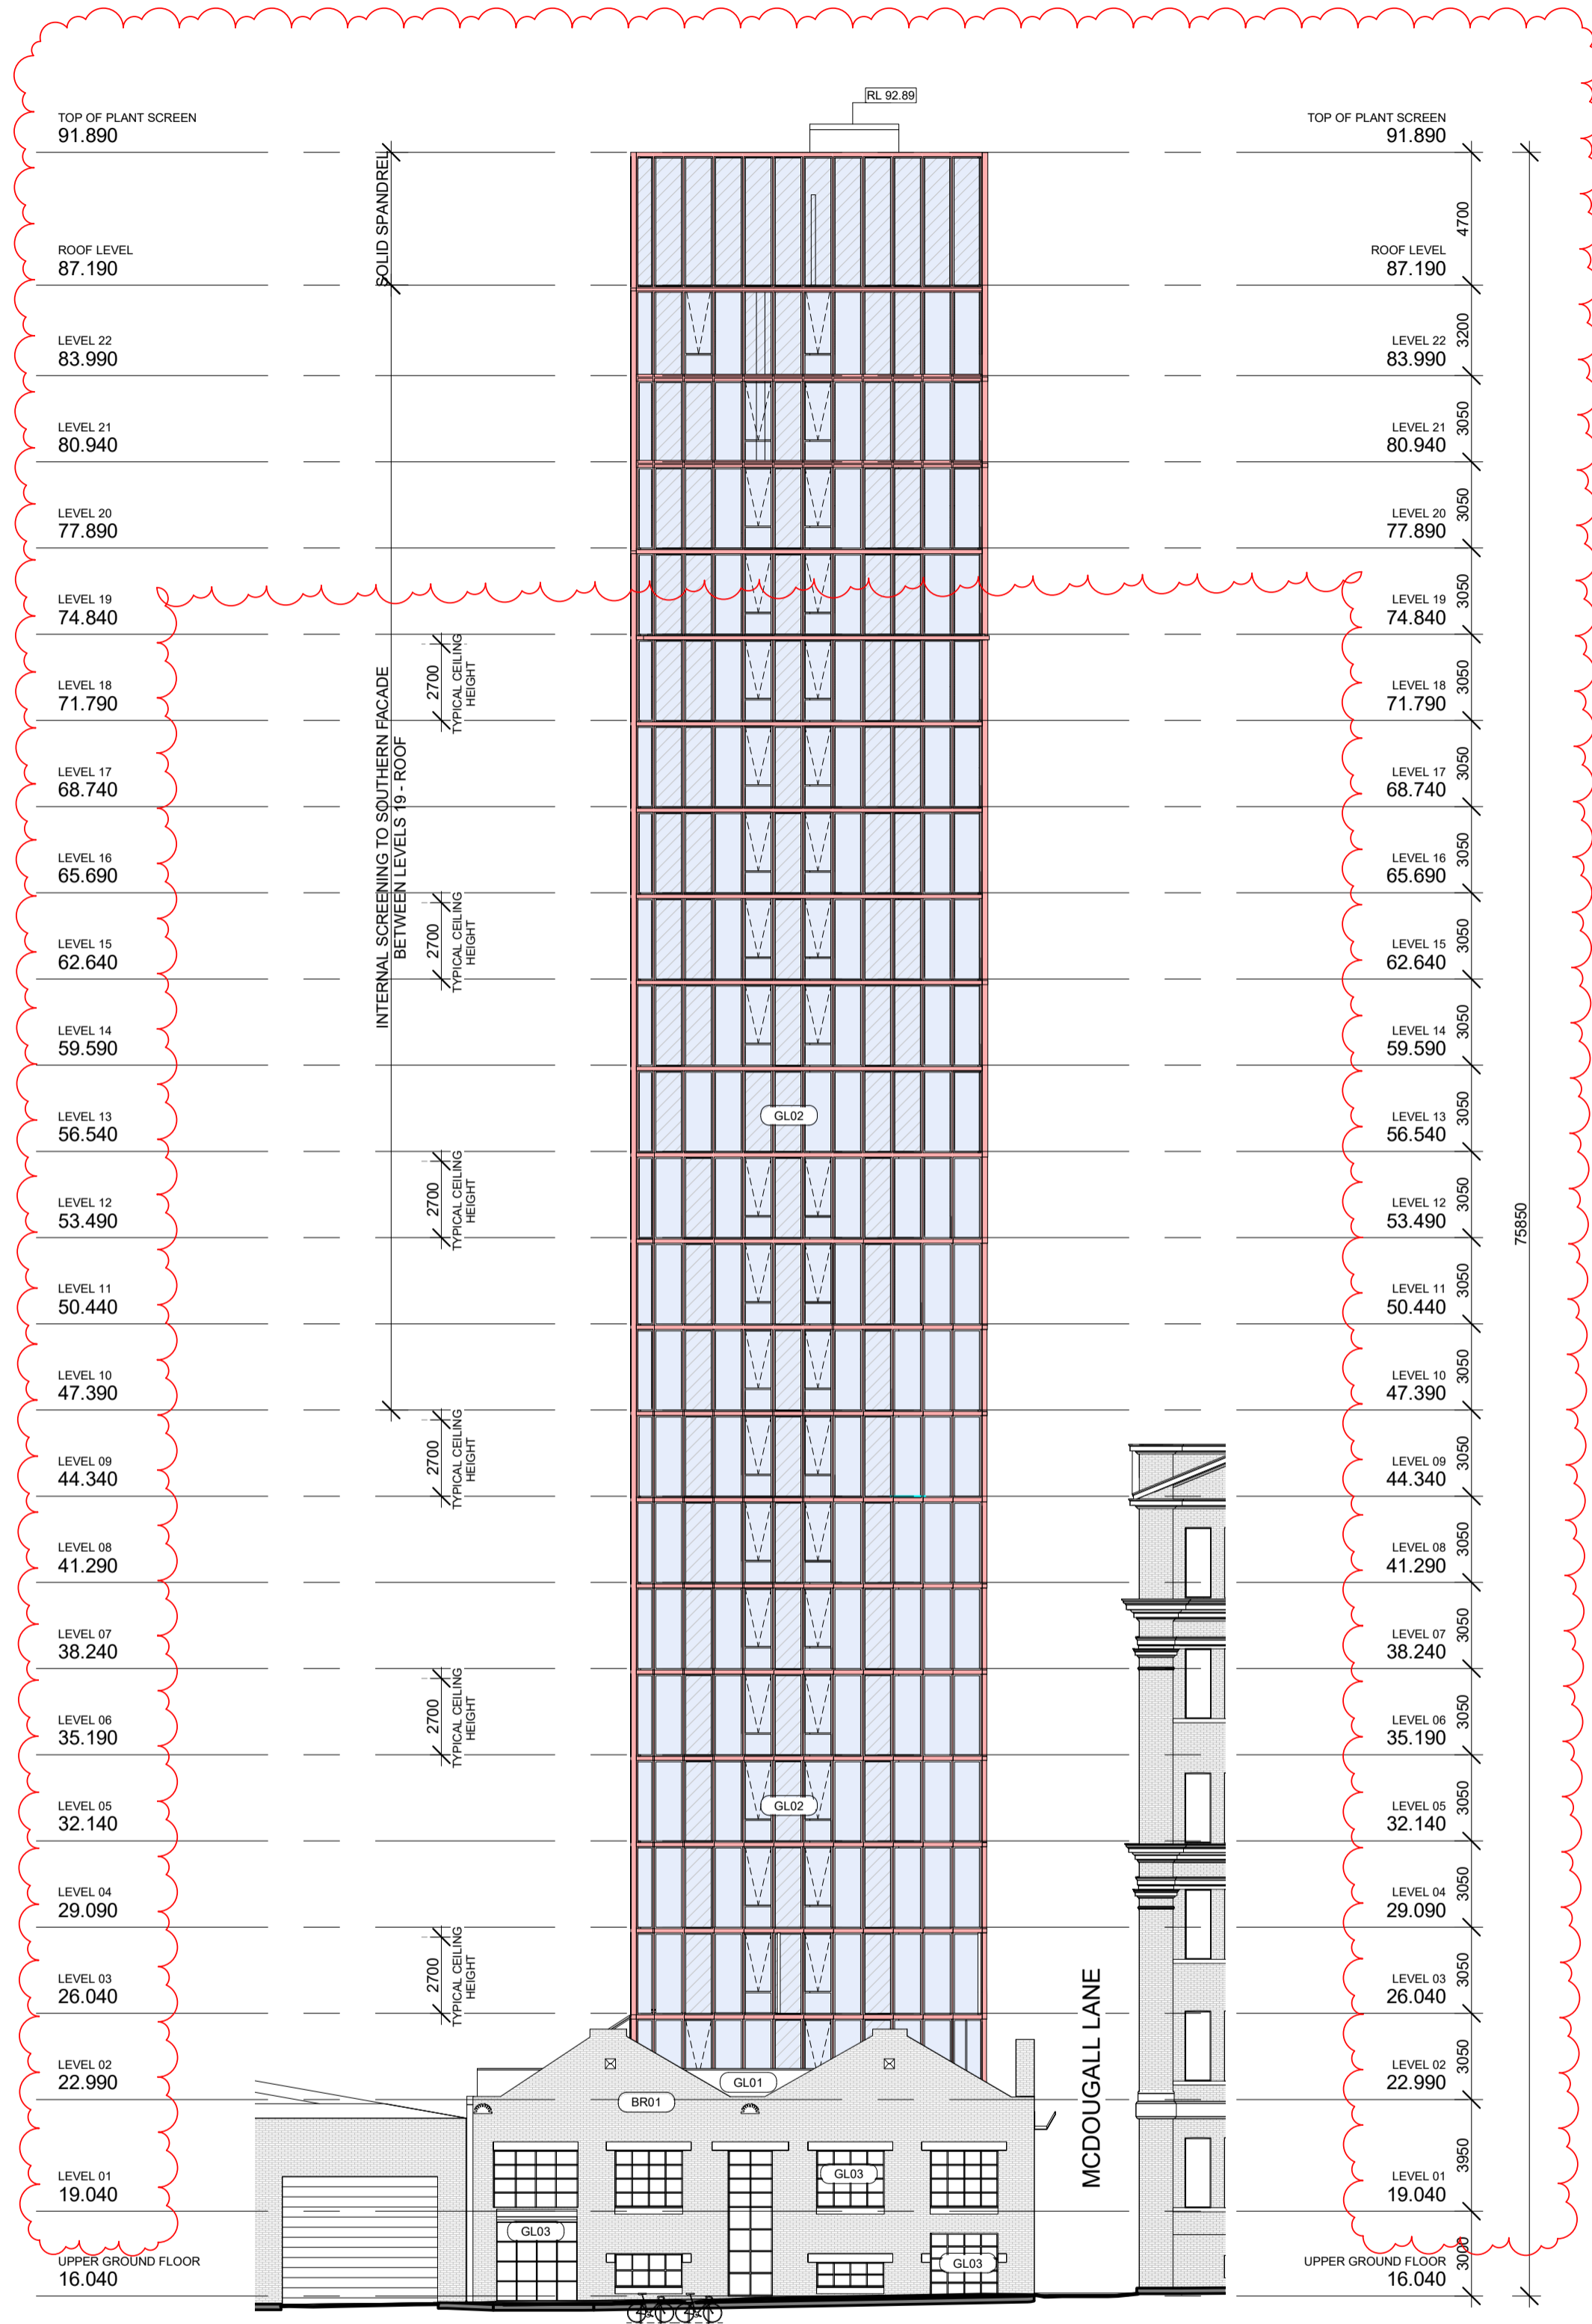 RL 92.89
TOP OF PLANT SCREEN
91.890
TOP OF PLANT SCREEN
91.890
SOLID SPANDREL
4700
ROOF LEVEL
87.190
ROOF LEVEL
87.190
3200
LEVEL 22
83.990
LEVEL 22
83.990
3050
LEVEL 21
80.940
LEVEL 21
80.940
3050
LEVEL 20
77.890
LEVEL 20
77.890
3050
LEVEL 19
74.840
LEVEL 19
74.840
INTERNAL SCREENING TO SOUTHERN FACADE
BETWEEN LEVELS 19 - ROOF
2700
TYPICAL CEILING
HEIGHT
3050
LEVEL 18
71.790
LEVEL 18
71.790
3050
LEVEL 17
68.740
LEVEL 17
68.740
3050
LEVEL 16
65.690
LEVEL 16
65.690
2700
TYPICAL CEILING
HEIGHT
3050
LEVEL 15
62.640
LEVEL 15
62.640
3050
LEVEL 14
59.590
LEVEL 14
59.590
GL02
3050
LEVEL 13
56.540
LEVEL 13
56.540
2700
TYPICAL CEILING
HEIGHT
3050
LEVEL 12
53.490
LEVEL 12
53.490
75850
3050
LEVEL 11
50.440
LEVEL 11
50.440
3050
LEVEL 10
47.390
LEVEL 10
47.390
2700
TYPICAL CEILING
HEIGHT
3050
LEVEL 09
44.340
LEVEL 09
44.340
3050
LEVEL 08
41.290
LEVEL 08
41.290
3050
LEVEL 07
38.240
LEVEL 07
38.240
2700
TYPICAL CEILING
HEIGHT
3050
LEVEL 06
35.190
LEVEL 06
35.190
GL02
3050
LEVEL 05
32.140
LEVEL 05
32.140
3050
LEVEL 04
29.090
LEVEL 04
29.090
2700
TYPICAL CEILING
HEIGHT
3050
LEVEL 03
26.040
LEVEL 03
26.040
MCDOUGALL LANE
3050
LEVEL 02
22.990
LEVEL 02
22.990
GL01
BR01
3950
GL03
LEVEL 01
19.040
LEVEL 01
19.040
GL03
GL03
3000
UPPER GROUND FLOOR
16.040
UPPER GROUND FLOOR
16.040